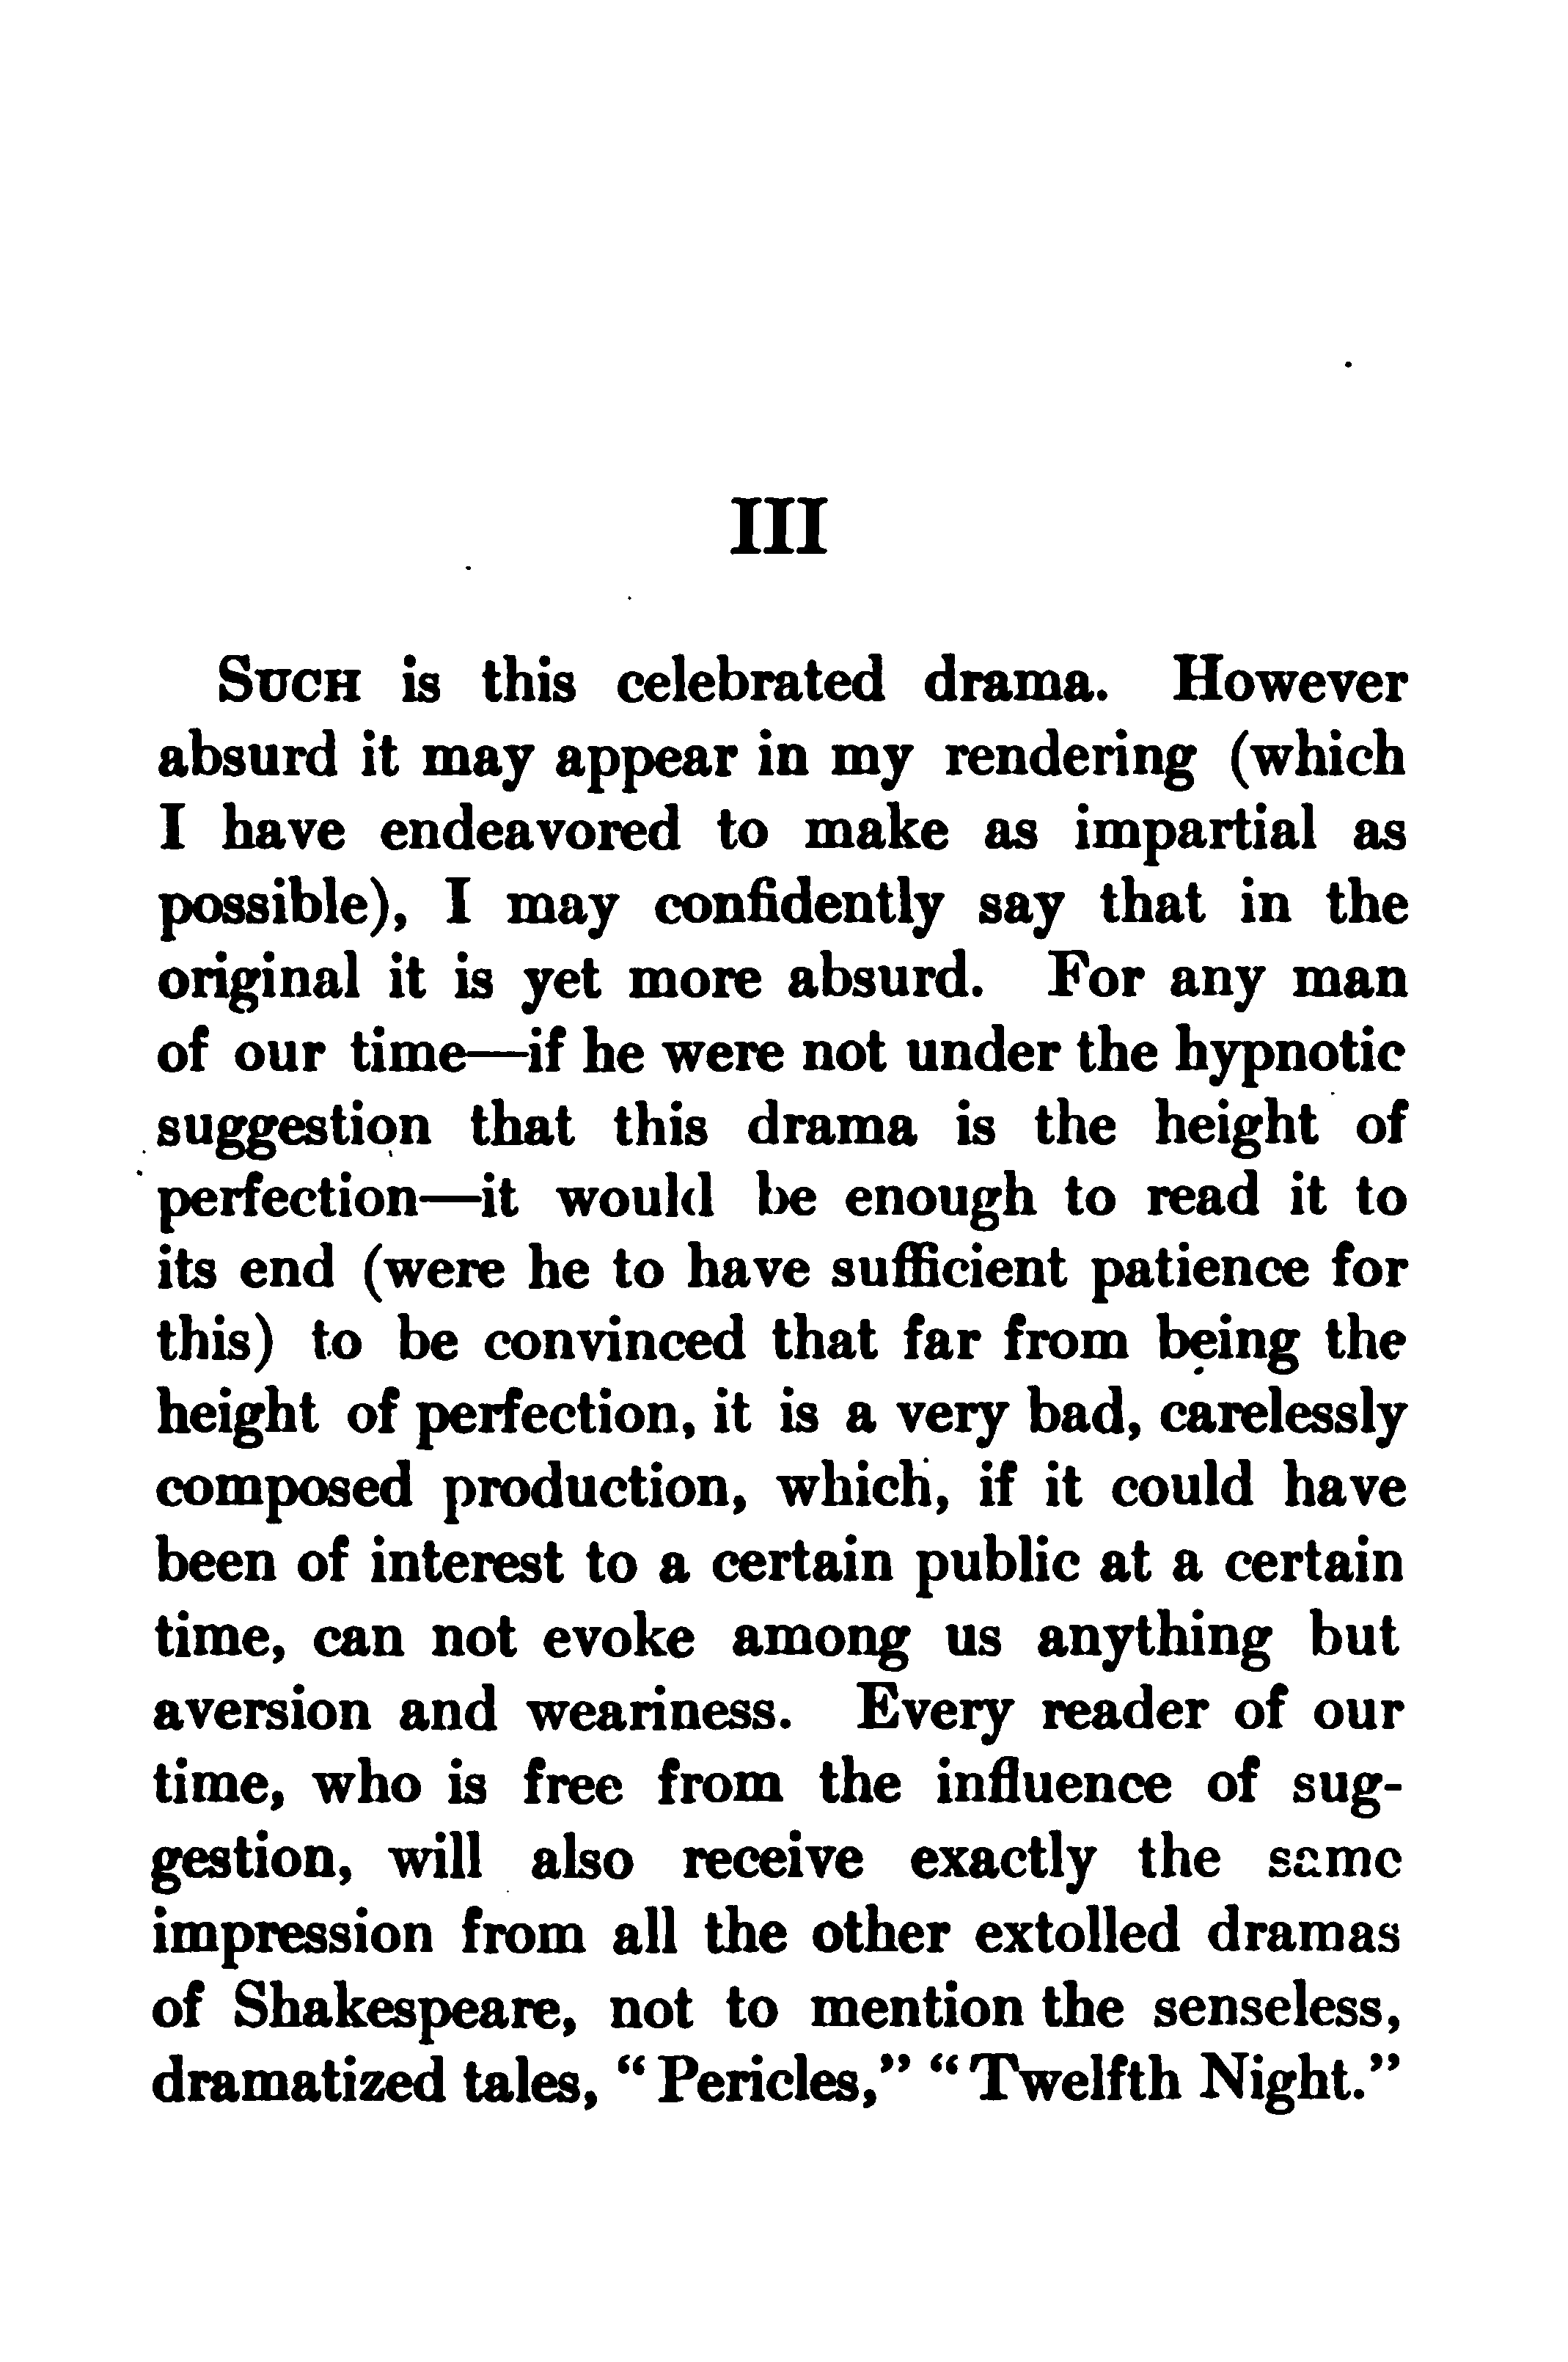 III
Such is this celebrated drama. However
absurd it may appear in my rendering (which
I have endeavored to make as impartial as
possible), I may confidently say that in the
original it is yet more absurd. For any man
of our time—if he were not under the hypnotic
suggestion that this drama is the height of
perfection—it would be enough to read it to
its end (were he to have sufficient patience for
this) to be convinced that far from being the
height of perfection, it is a very bad, carelessly
composed production, which, if it could have
been of interest to a certain public at a certain
time, can not evoke among us anything but
aversion and weariness. Every reader of our
time, who is free from the influence of sug-
gestion, will also receive exactly the same
impression from all the other extolled dramas
of Shakespeare, not to mention the senseless,
dramatized tales, "Pericles," "Twelfth Night."